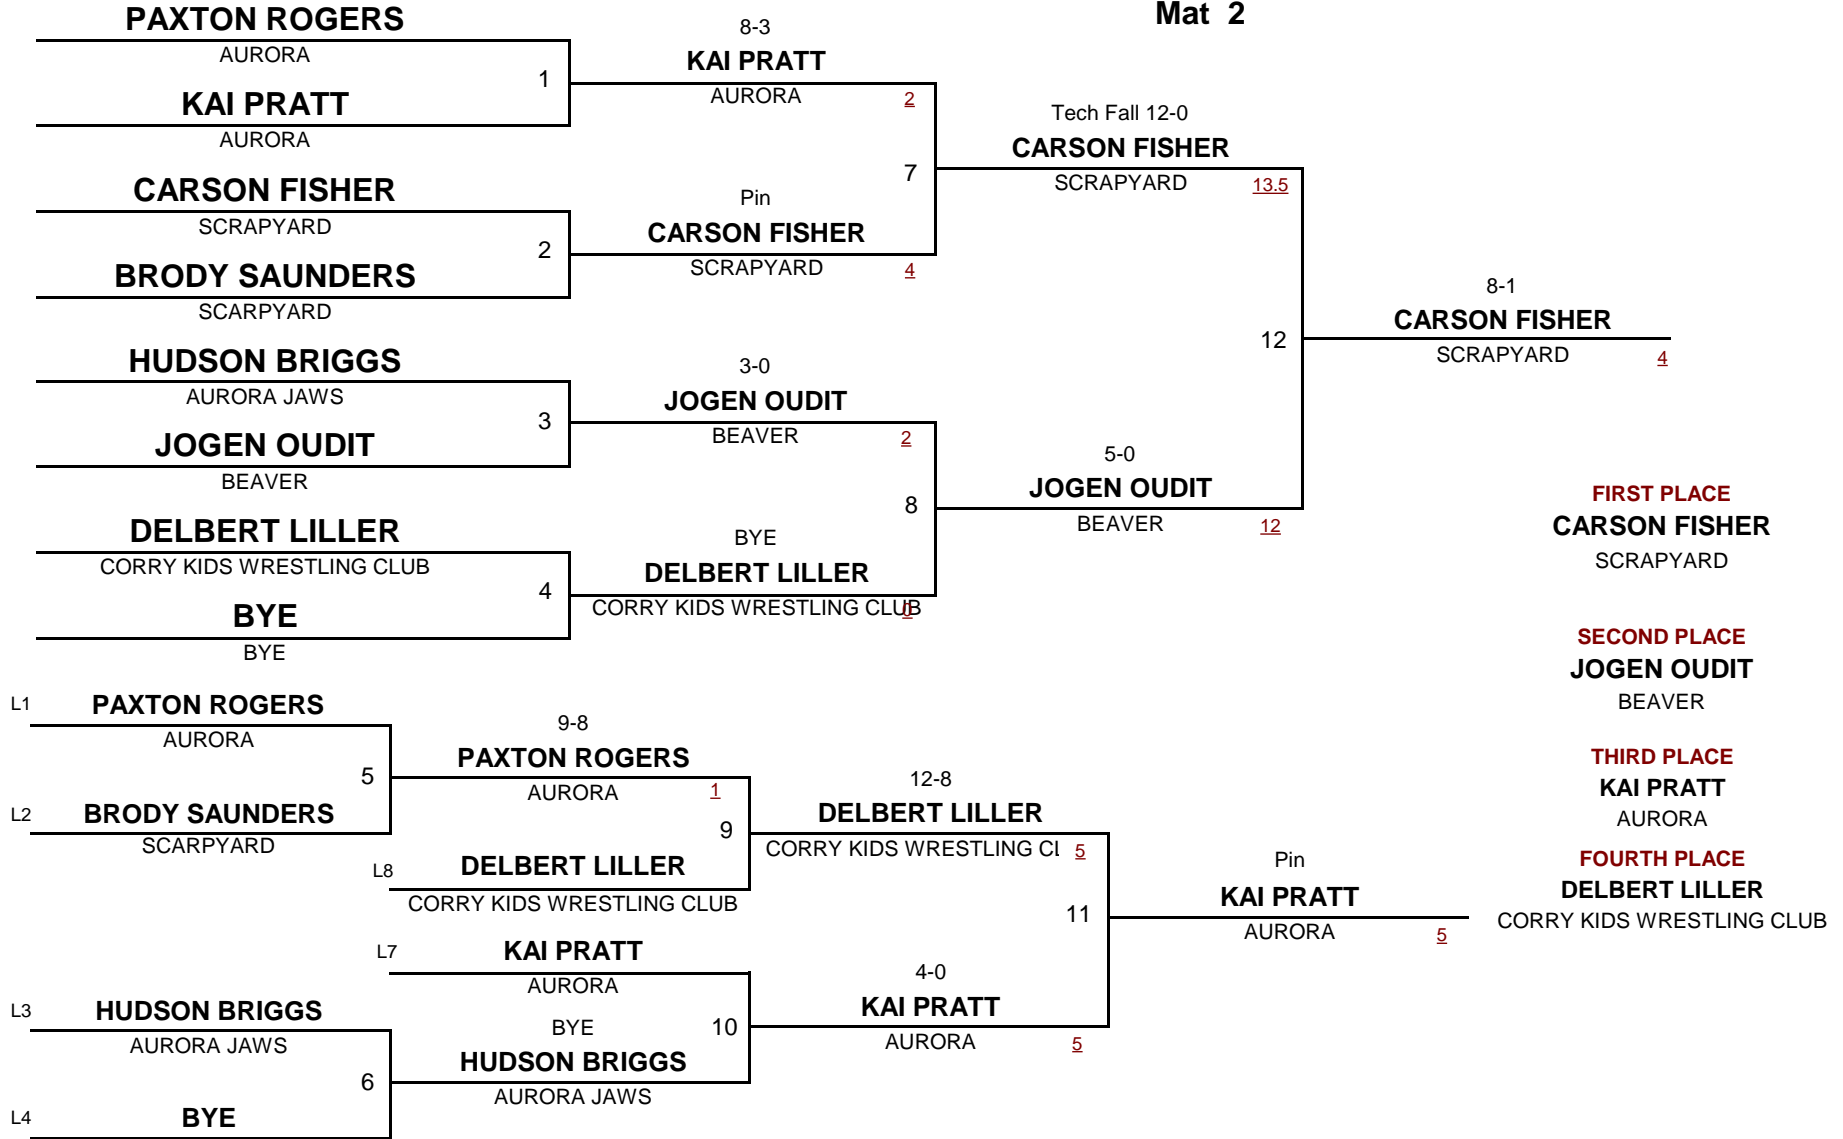 Mat 2
PAXTON ROGERS
AURORA
1
KAI PRATT
AURORA
8-3
KAI PRATT
AURORA
2
CARSON FISHER
SCRAPYARD
2
BRODY SAUNDERS
SCARPYARD
Pin
CARSON FISHER
SCRAPYARD
4
7
Tech Fall 12-0
CARSON FISHER
SCRAPYARD
13.5
HUDSON BRIGGS
AURORA JAWS
3
JOGEN OUDIT
BEAVER
3-0
JOGEN OUDIT
BEAVER
2
DELBERT LILLER
CORRY KIDS WRESTLING CLUB
4
BYE
BYE
BYE
DELBERT LILLER
CORRY KIDS WRESTLING CLUB
0
8
5-0
JOGEN OUDIT
BEAVER
12
12
8-1
CARSON FISHER
SCRAPYARD
4
FIRST PLACE
CARSON FISHER
SCRAPYARD
SECOND PLACE
JOGEN OUDIT
BEAVER
THIRD PLACE
KAI PRATT
AURORA
FOURTH PLACE
DELBERT LILLER
CORRY KIDS WRESTLING CLUB
L1
PAXTON ROGERS
AURORA
5
L2
BRODY SAUNDERS
SCARPYARD
9-8
PAXTON ROGERS
AURORA
1
9
L8
DELBERT LILLER
CORRY KIDS WRESTLING CLUB
12-8
DELBERT LILLER
CORRY KIDS WRESTLING CL
5
L7
KAI PRATT
AURORA
10
L3
HUDSON BRIGGS
AURORA JAWS
6
L4
BYE
BYE
HUDSON BRIGGS
AURORA JAWS
4-0
KAI PRATT
AURORA
5
11
Pin
KAI PRATT
AURORA
5